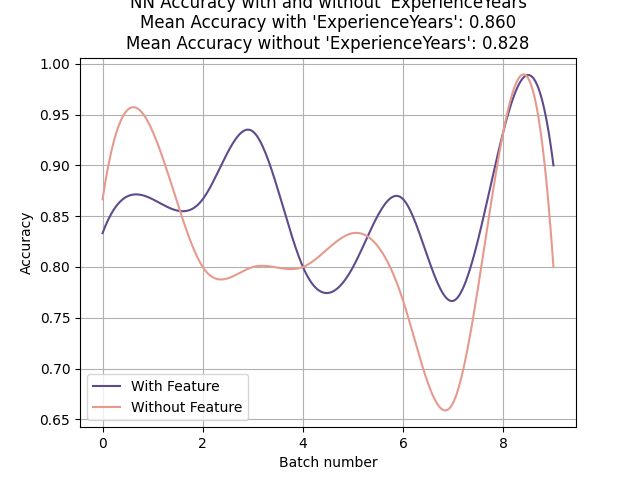 NN Accuracy with and without 'ExperienceYears'
Mean Accuracy with 'ExperienceYears': 0.860
Mean Accuracy without 'ExperienceYears': 0.828
1.00
0.95
0.90
0.85
0.80
0.75
0.70
0.65
Accuracy
With Feature
Without Feature
0
2
4
6
8
Batch number